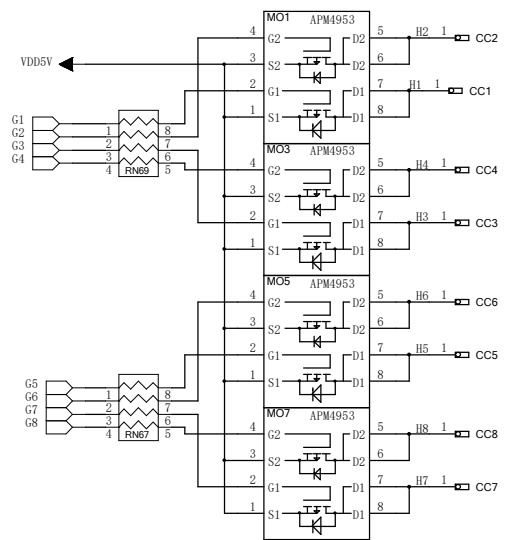 MO1 APM4953
4 G2 D2 5 H2 1 CC2
VDD5V 3 S2 D2 6
2 G1 D1 7 H1 1 CC1
1 S1 D1 8
G1
G2 1 8
G3 2 7
G4 3 6
4 RN69 5
MO3 APM4953
4 G2 D2 5 H4 1 CC4
3 S2 D2 6
2 G1 D1 7 H3 1 CC3
1 S1 D1 8
MO5 APM4953
4 G2 D2 5 H6 1 CC6
3 S2 D2 6
2 G1 D1 7 H5 1 CC5
1 S1 D1 8
G5
G6 1 8
G7 2 7
G8 3 6
4 RN67 5
MO7 APM4953
4 G2 D2 5 H8 1 CC8
3 S2 D2 6
2 G1 D1 7 H7 1 CC7
1 S1 D1 8